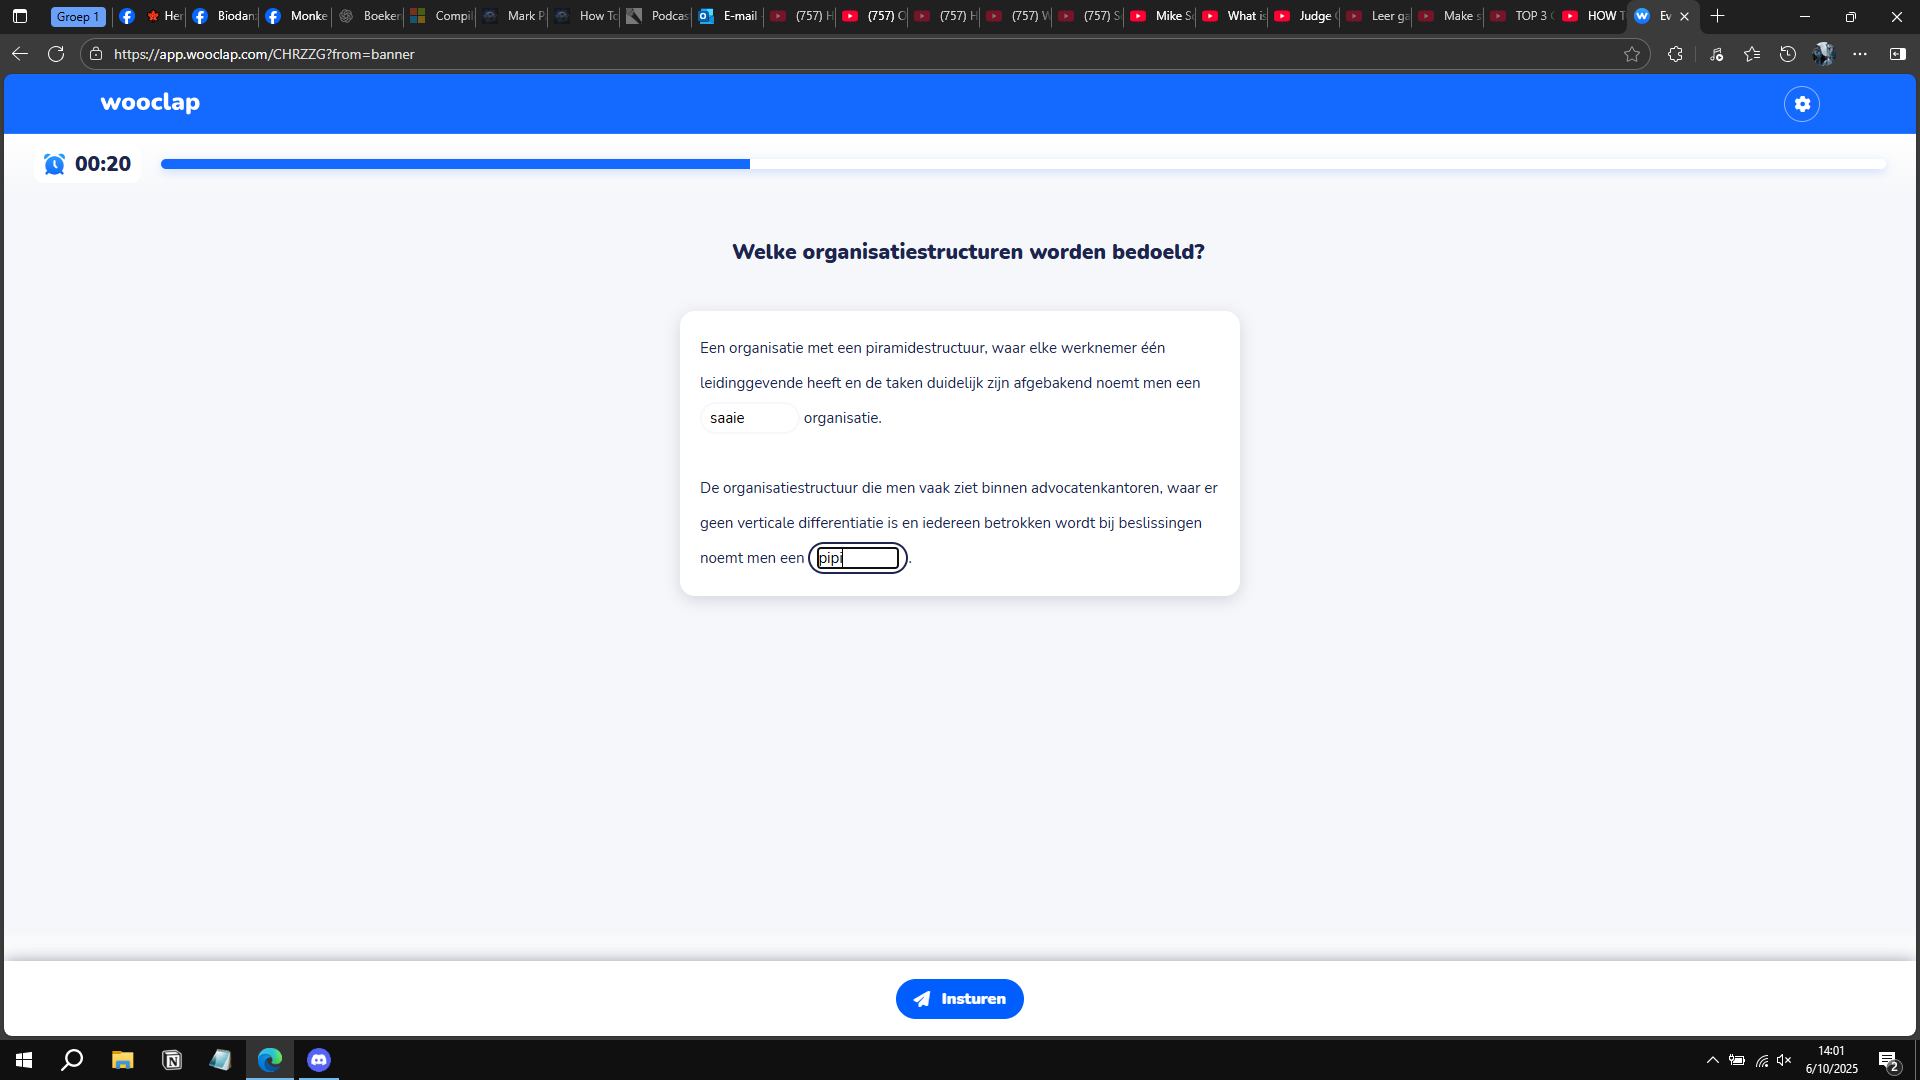 Groep 1
Her
Biodan
Monke
Boeken
Compil
Mark P
How To
Podcas
E-mail
(757) H
(757) C
(757) H
(757) W
(757) S
Mike S
What is
Judge
Leer ga
Make s
TOP 3
HOW T
Ev
https://app.wooclap.com/CHRZZG?from=banner
wooclap
00:20
Welke organisatiestructuren worden bedoeld?
Een organisatie met een piramidestructuur, waar elke werknemer één
leidinggevende heeft en de taken duidelijk zijn afgebakend noemt men een
saaie organisatie.
De organisatiestructuur die men vaak ziet binnen advocatenkantoren, waar er
geen verticale differentiatie is en iedereen betrokken wordt bij beslissingen
noemt men een pipi.
Insturen
14:01
6/10/2025
2